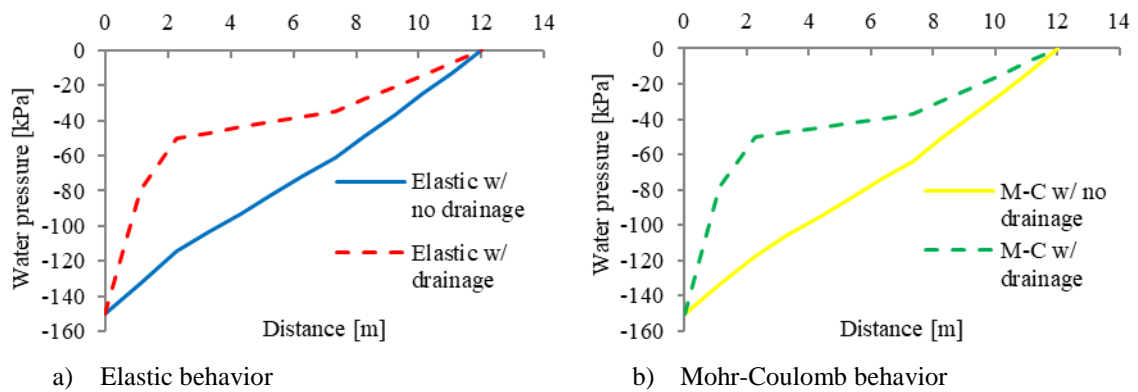 0 2 4 6 8 10 12 14
0
-20
-40
-60
-80
-100
-120
-140
-160
Water pressure [kPa]
Elastic w/
no drainage
Elastic w/
drainage
Distance [m]
a) Elastic behavior
0 2 4 6 8 10 12 14
0
-20
-40
-60
-80
-100
-120
-140
-160
Water pressure [kPa]
M-C w/ no
drainage
M-C w/
drainage
Distance [m]
b) Mohr-Coulomb behavior